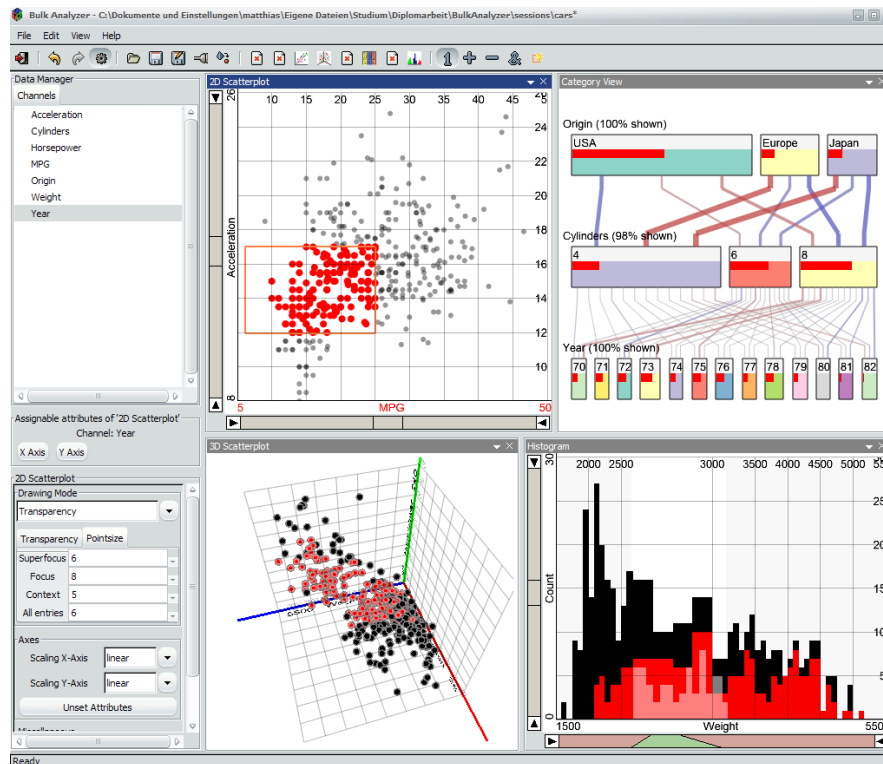 Bulk Analyzer - C:\Dokumente und Einstellungen\matthias\Eigene Dateien\Studium\Diplomarbeit\BulkAnalyzer\sessions\cars*
File Edit View Help
Data Manager
Channels
Acceleration
Cylinders
Horsepower
MPG
Origin
Weight
Year
Assignable attributes of '2D Scatterplot'
Channel: Year
X Axis Y Axis
2D Scatterplot
Drawing Mode
Transparency
Transparency Pointsize
Superfocus 6
Focus 8
Context 5
All entries 6
Axes
Scaling X-Axis linear
Scaling Y-Axis linear
Unset Attributes
2D Scatterplot
26
10 15 20 25 30 35 40 45
24
22
20
18
16
14
12
10
Acceleration
8
5 MPG 50
Category View
Origin (100% shown)
USA Europe Japan
Cylinders (98% shown)
4 6 8
Year (100% shown)
70 71 72 73 74 75 76 77 78 79 80 81 82
3D Scatterplot
Histogram
30
2000 2500 3000 4000 4500 5000
Count
0
1500 Weight
Ready